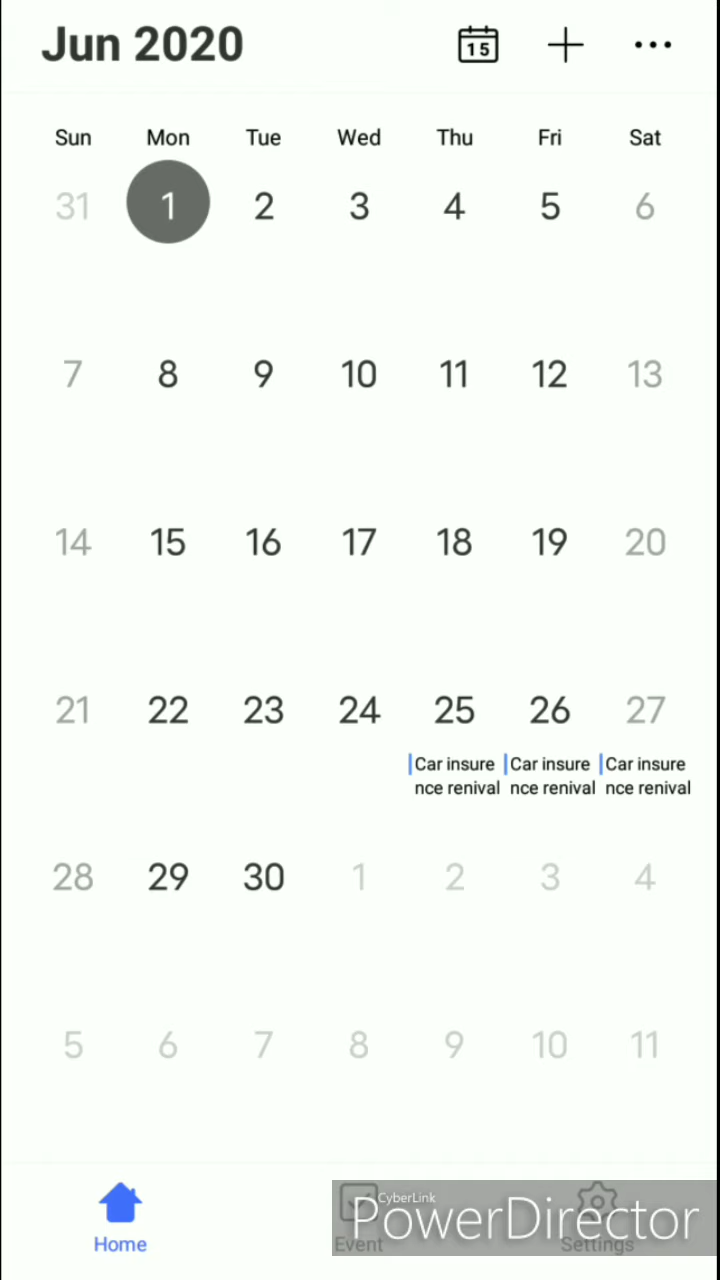 Jun 2020
15
Sun Mon Tue Wed Thu Fri Sat
31 1 2 3 4 5 6
7 8 9 10 11 12 13
14 15 16 17 18 19 20
21 22 23 24 25 26 27
Car insure Car insure Car insure
nce renival nce renival nce renival
28 29 30 1 2 3 4
5 6 7 8 9 10 11
CyberLink
PowerDirector
Home Event Settings